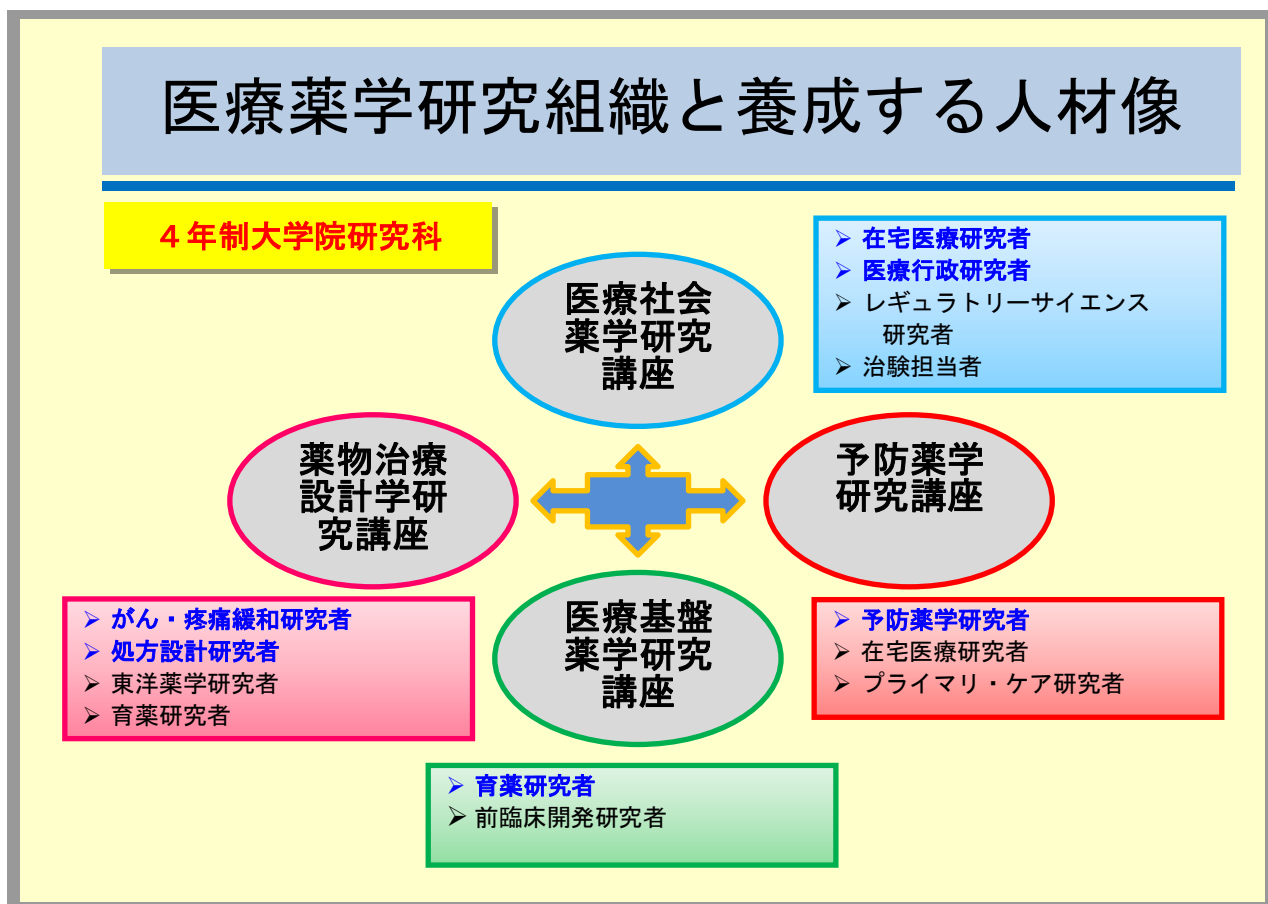 医療薬学研究組織と養成する人材像
４年制大学院研究科
医療社会
薬学研究
講座
➢ 在宅医療研究者
➢ 医療行政研究者
➢ レギュラトリーサイエンス
研究者
➢ 治験担当者
薬物治療
設計学研
究講座
予防薬学
研究講座
➢ がん・疼痛緩和研究者
➢ 処方設計研究者
➢ 東洋薬学研究者
➢ 育薬研究者
医療基盤
薬学研究
講座
➢ 予防薬学研究者
➢ 在宅医療研究者
➢ プライマリ・ケア研究者
➢ 育薬研究者
➢ 前臨床開発研究者